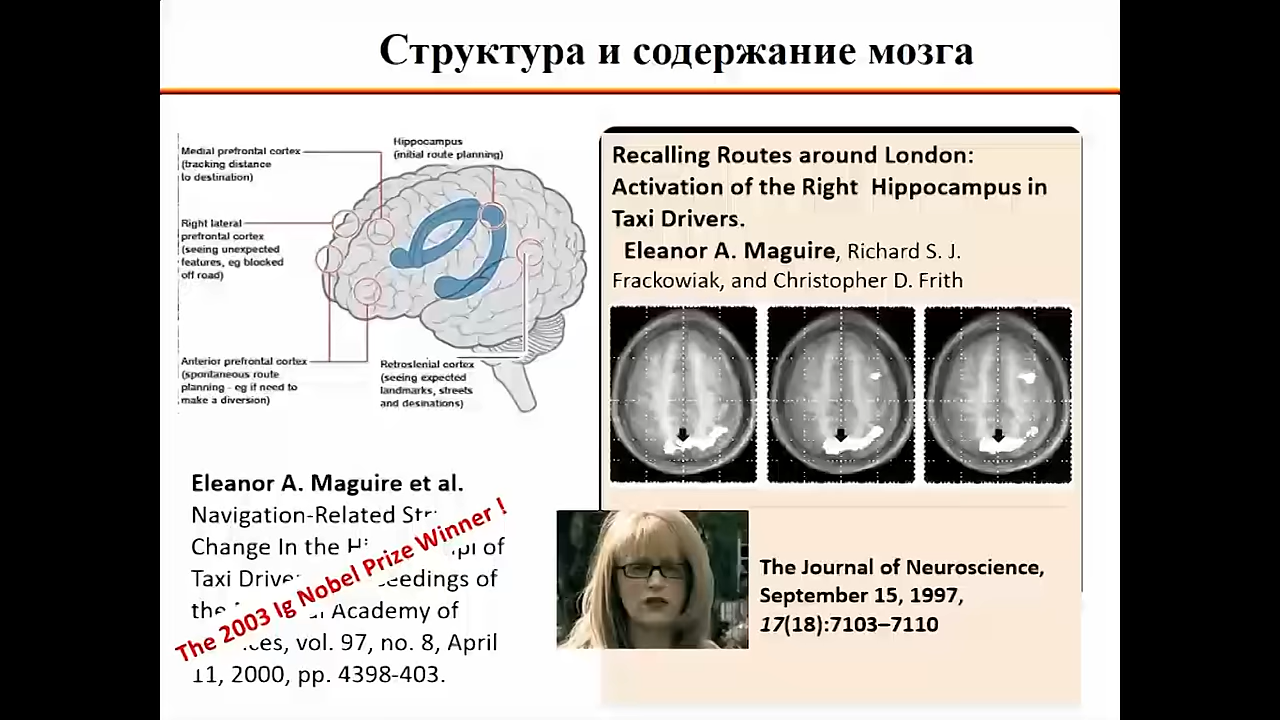 Структура и содержание мозга
Medial prefrontal cortex
(tracking distance
to destination)
Hippocampus
(initial route planning)
Right lateral
prefrontal cortex
(seeing unexpected
features, eg blocked
off road)
Anterior prefrontal cortex
(spontaneous route
planning - eg if need to
make a diversion)
Retroslenial cortex
(seeing expected
landmarks, streets
and desinations)
Eleanor A. Maguire et al.
Navigation-Related
Change In the of
Taxi
the Academy of
vol. 97, no. 8, April
11, 2000, pp. 4398-403.
The 2003 Ig Nobel Prize Winner !
Recalling Routes around London:
Activation of the Right Hippocampus in
Taxi Drivers.
Eleanor A. Maguire, Richard S. J.
Frackowiak, and Christopher D. Frith
The Journal of Neuroscience,
September 15, 1997,
17(18):7103–7110